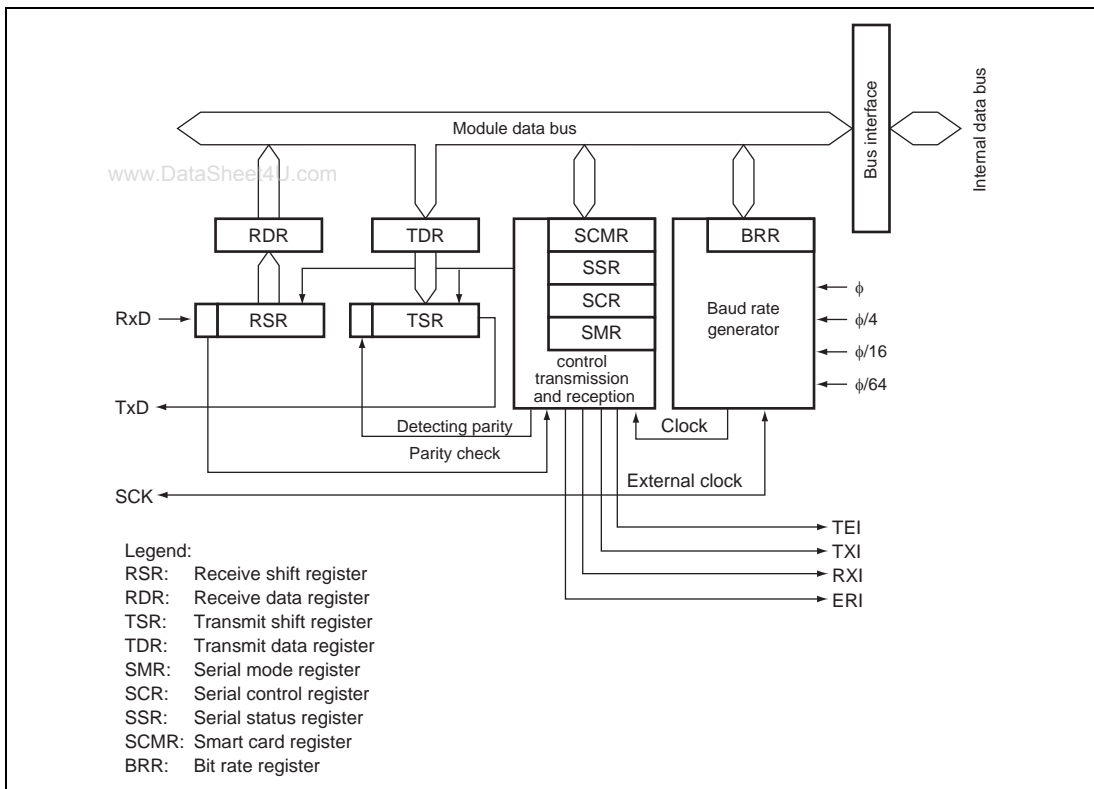 Bus interface
Internal data bus
Module data bus
www.DataSheet4U.com
RDR
TDR
SCMR
BRR
SSR
SCR
SMR
RxD
RSR
TSR
Baud rate
generator
ϕ
ϕ/4
ϕ/16
ϕ/64
control
transmission
and reception
TxD
Detecting parity
Clock
Parity check
External clock
SCK
TEI
TXI
RXI
ERI
Legend:
RSR: Receive shift register
RDR: Receive data register
TSR: Transmit shift register
TDR: Transmit data register
SMR: Serial mode register
SCR: Serial control register
SSR: Serial status register
SCMR: Smart card register
BRR: Bit rate register